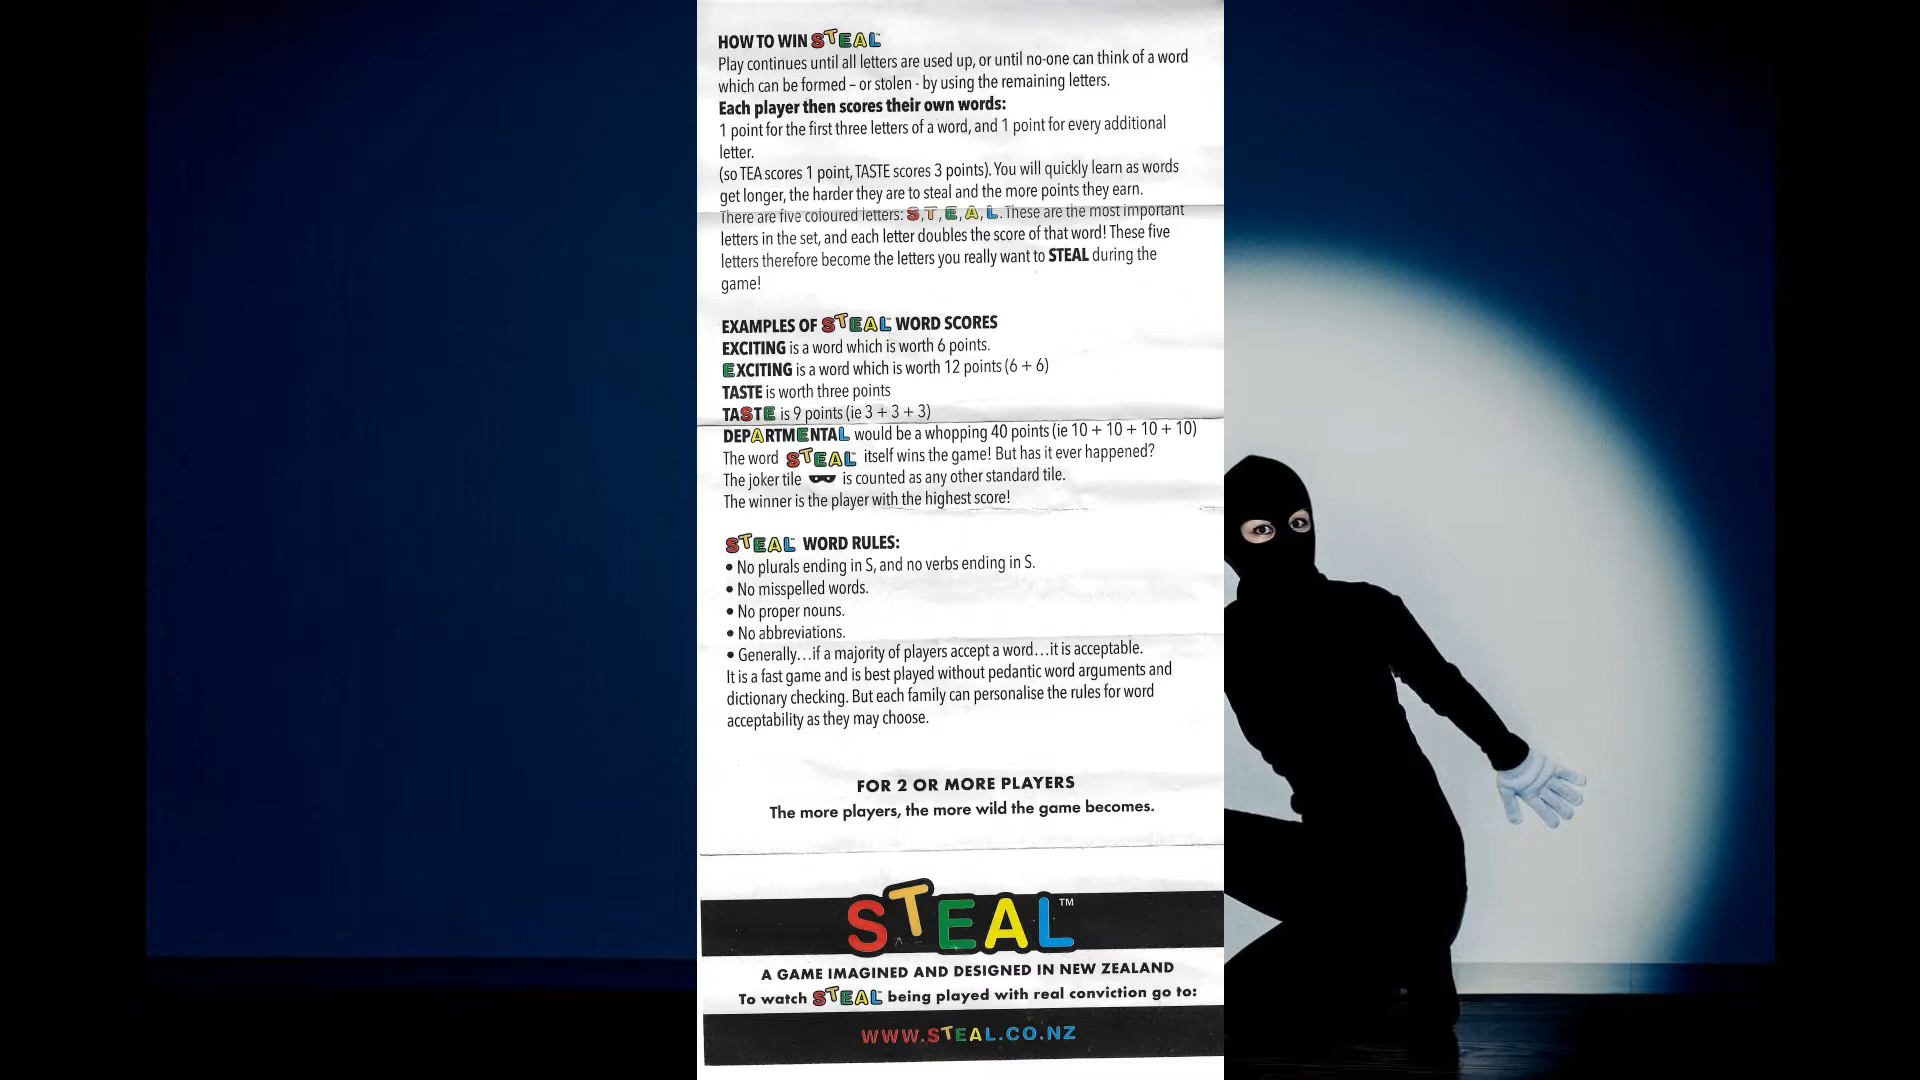 HOW TO WIN STEAL™
Play continues until all letters are used up, or until no-one can think of a word
which can be formed – or stolen - by using the remaining letters.
Each player then scores their own words:
1 point for the first three letters of a word, and 1 point for every additional
letter.
(so TEA scores 1 point, TASTE scores 3 points). You will quickly learn as words
get longer, the harder they are to steal and the more points they earn.
There are five coloured letters: S, T, E, A, L. These are the most important
letters in the set, and each letter doubles the score of that word! These five
letters therefore become the letters you really want to STEAL during the
game!
EXAMPLES OF STEAL™ WORD SCORES
EXCITING is a word which is worth 6 points.
EXCITING is a word which is worth 12 points (6 + 6)
TASTE is worth three points
TASTE is 9 points (ie 3 + 3 + 3)
DEPARTMENTAL would be a whopping 40 points (ie 10 + 10 + 10 + 10)
The word STEAL™ itself wins the game! But has it ever happened?
The joker tile is counted as any other standard tile.
The winner is the player with the highest score!
STEAL™ WORD RULES:
• No plurals ending in S, and no verbs ending in S.
• No misspelled words.
• No proper nouns.
• No abbreviations.
• Generally...if a majority of players accept a word...it is acceptable.
It is a fast game and is best played without pedantic word arguments and
dictionary checking. But each family can personalise the rules for word
acceptability as they may choose.
FOR 2 OR MORE PLAYERS
The more players, the more wild the game becomes.
STEAL™
A GAME IMAGINED AND DESIGNED IN NEW ZEALAND
To watch STEAL™ being played with real conviction go to:
WWW.STEAL.CO.NZ